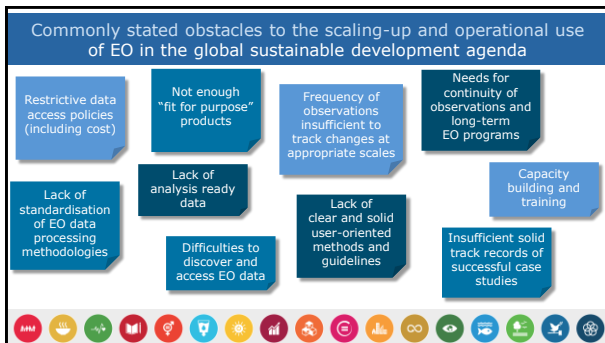 Commonly stated obstacles to the scaling-up and operational use
of EO in the global sustainable development agenda
Restrictive data
access policies
(including cost)
Not enough
“fit for purpose”
products
Frequency of
observations
insufficient to
track changes at
appropriate scales
Needs for
continuity of
observations and
long-term
EO programs
Lack of
standardisation
of EO data
processing
methodologies
Lack of
analysis ready
data
Difficulties to
discover and
access EO data
Lack of
clear and solid
user-oriented
methods and
guidelines
Capacity
building and
training
Insufficient solid
track records of
successful case
studies